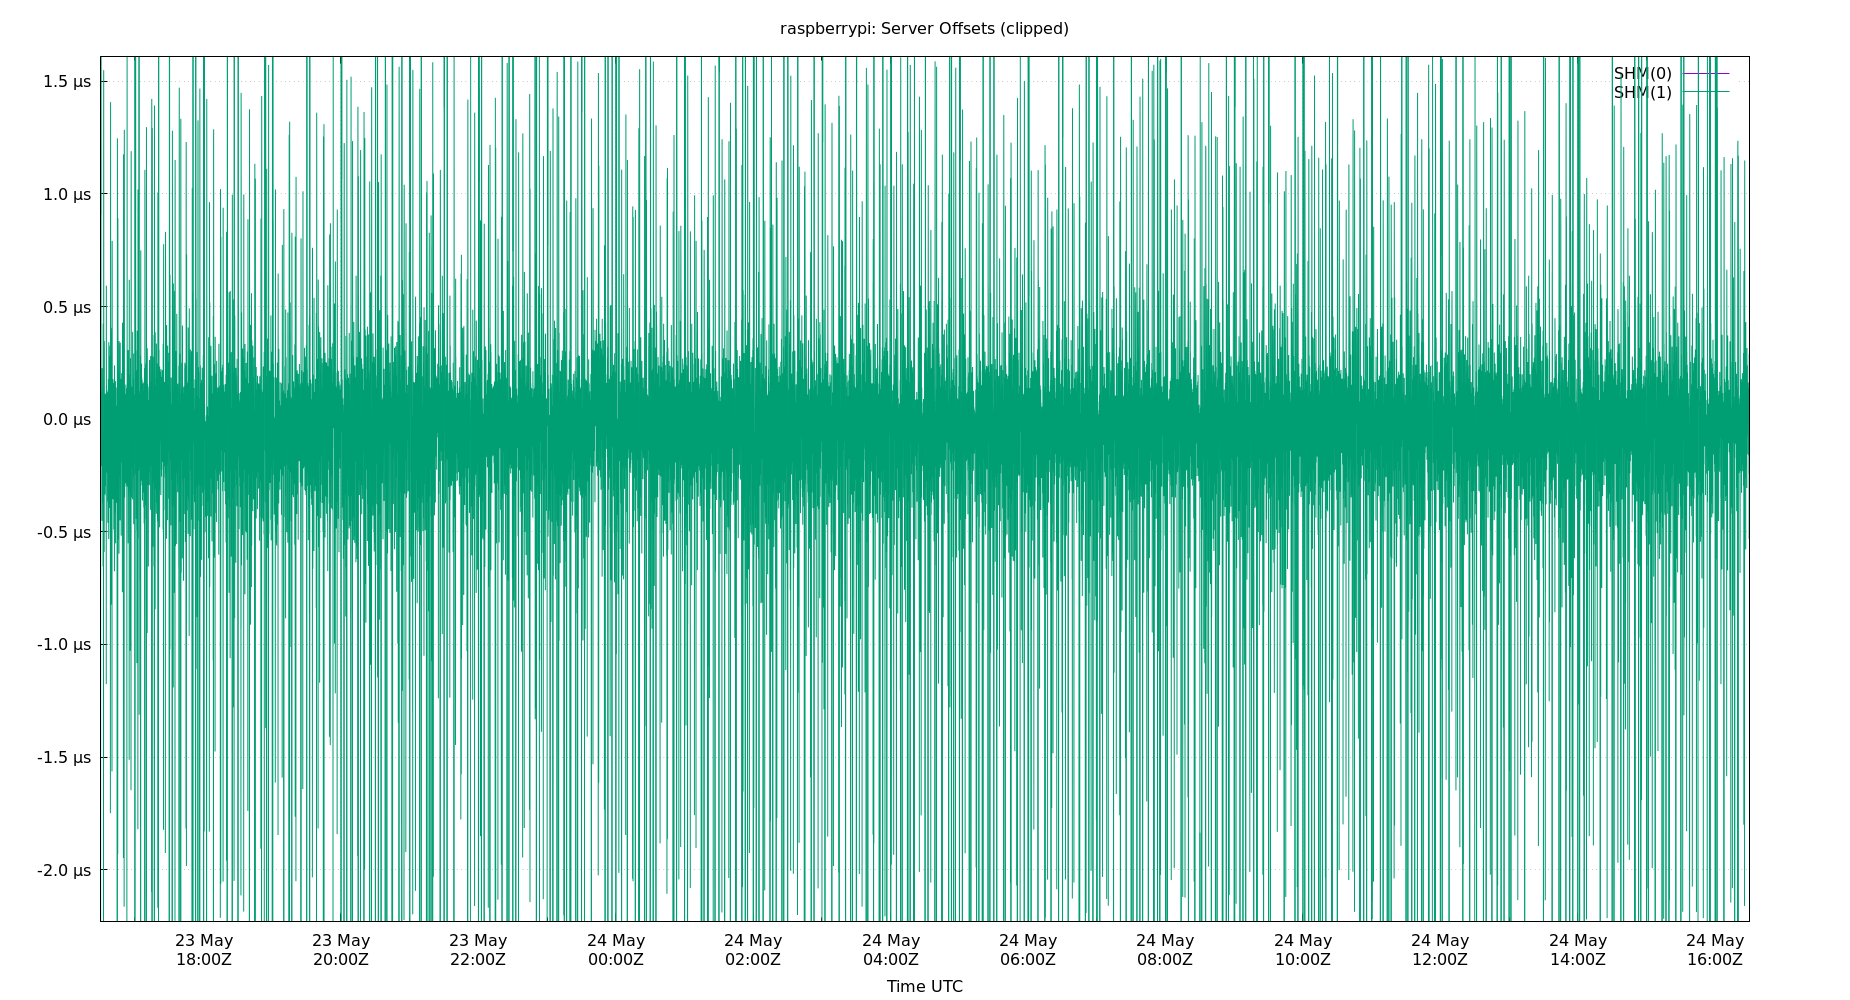 raspberrypi: Server Offsets (clipped)
SHM(0)
SHM(1)
1.5 μs
1.0 μs
0.5 μs
0.0 μs
-0.5 μs
-1.0 μs
-1.5 μs
-2.0 μs
23 May 23 May 23 May 24 May 24 May 24 May 24 May 24 May 24 May 24 May 24 May 24 May
18:00Z 20:00Z 22:00Z 00:00Z 02:00Z 04:00Z 06:00Z 08:00Z 10:00Z 12:00Z 14:00Z 16:00Z
Time UTC